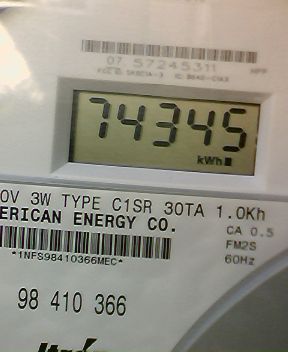 07 57245311
74345
kWh
0V 3W TYPE C1SR 30TA 1.0Kh
ERICAN ENERGY CO.
CA 0.5
FM2S
*1NFS98410366MEC*
60Hz
98 410 366
Itrón